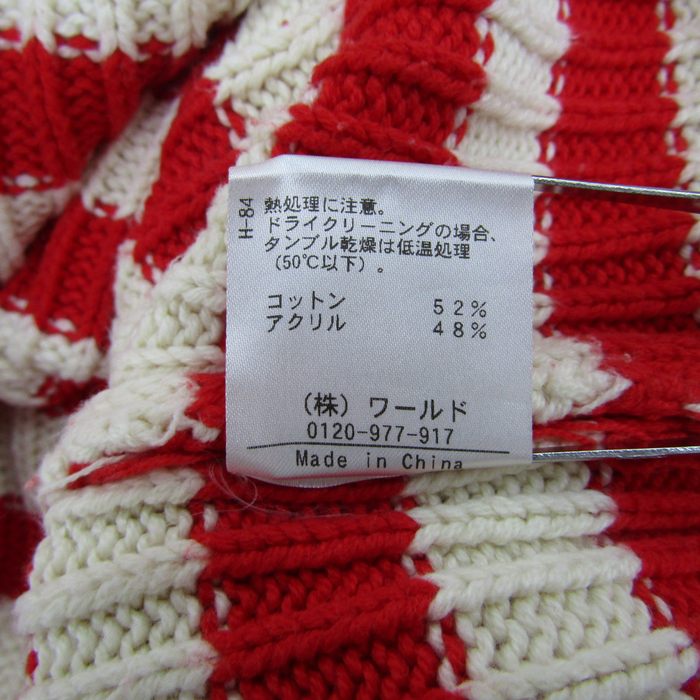 H-84
熱処理に注意。
ドライクリーニングの場合、
タンブル乾燥は低温処理
(50℃以下)。
コットン 52%
アクリル 48%
(株)ワールド
0120-977-917
Made in China